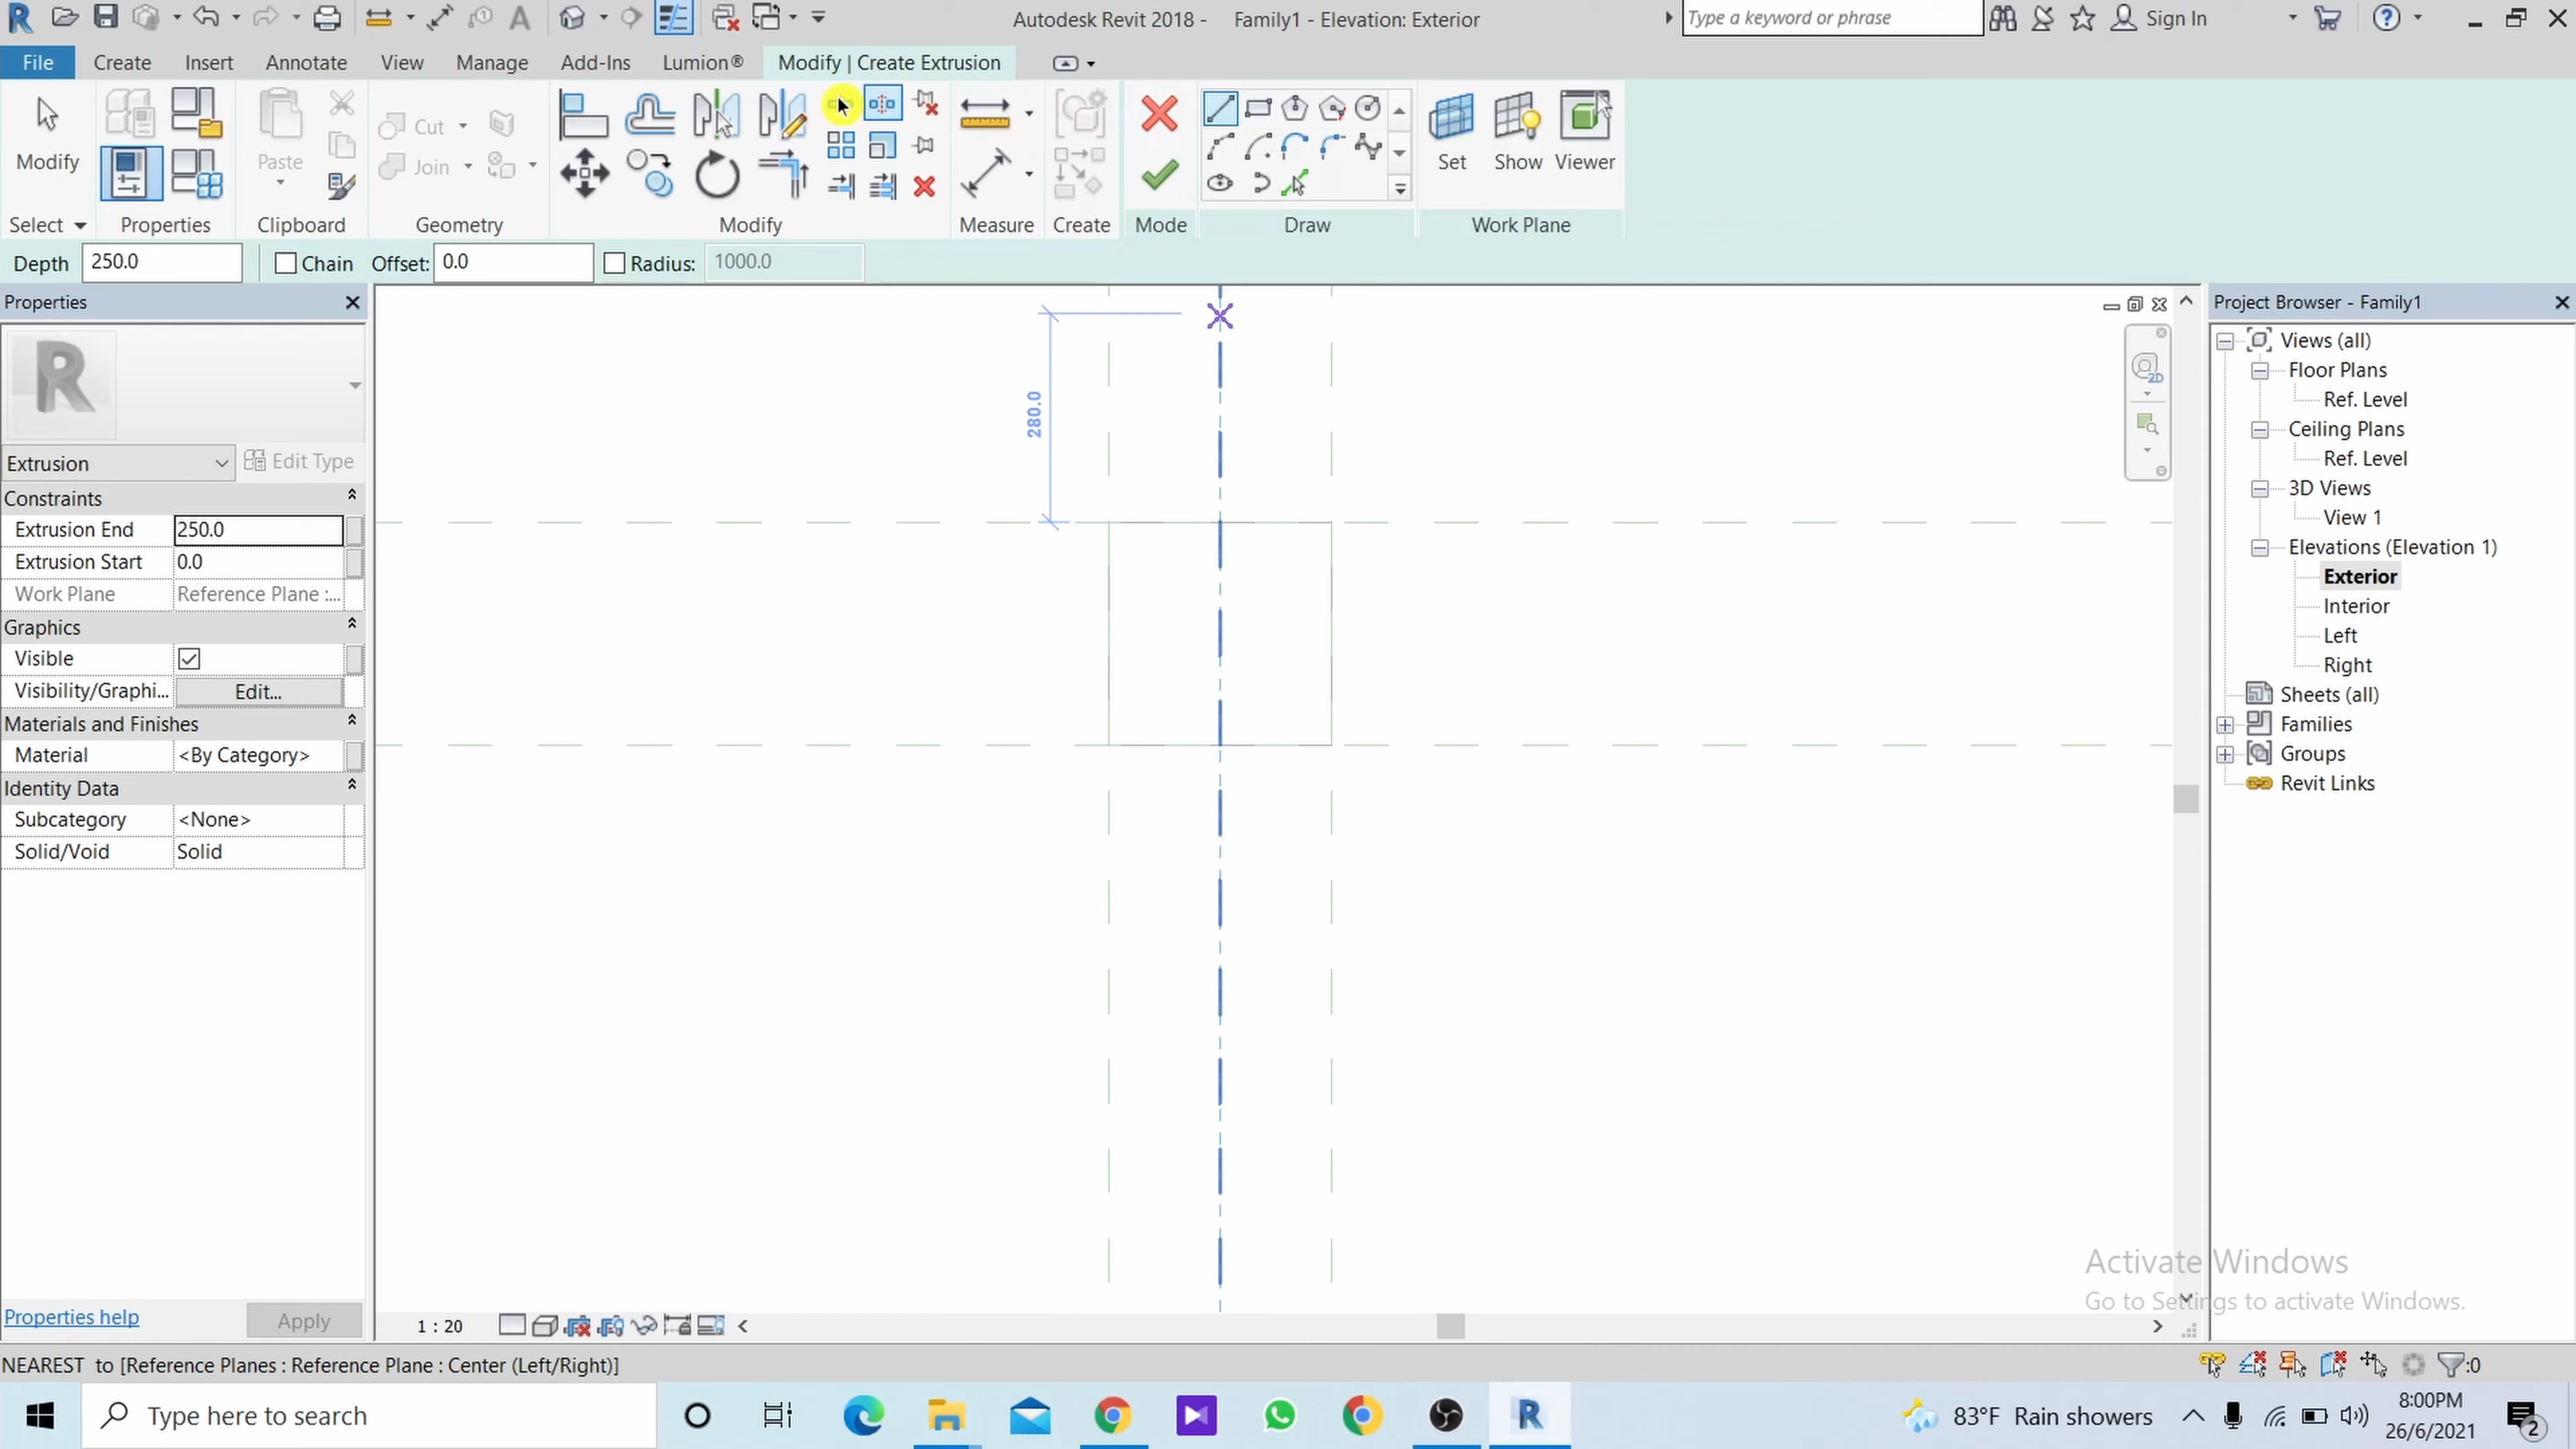 Autodesk Revit 2018 - Family1 - Elevation: Exterior
Type a keyword or phrase
Sign In
File Create Insert Annotate View Manage Add-Ins Lumion® Modify | Create Extrusion
Modify
Cut
Join
Paste
Set Show Viewer
Select Properties Clipboard Geometry Modify Measure Create Mode Draw Work Plane
Depth 250.0 Chain Offset: 0.0 Radius: 1000.0
Properties
Extrusion Edit Type
Constraints
Extrusion End 250.0
Extrusion Start 0.0
Work Plane Reference Plane :...
Graphics
Visible
Visibility/Graphi... Edit...
Materials and Finishes
Material <By Category>
Identity Data
Subcategory <None>
Solid/Void Solid
Properties help Apply
280.0
2D
1 : 20
Project Browser - Family1
Views (all)
Floor Plans
Ref. Level
Ceiling Plans
Ref. Level
3D Views
View 1
Elevations (Elevation 1)
Exterior
Interior
Left
Right
Sheets (all)
Families
Groups
Revit Links
Activate Windows
Go to Settings to activate Windows.
NEAREST to [Reference Planes : Reference Plane : Center (Left/Right)]
:0
Type here to search
83°F Rain showers
8:00PM
26/6/2021
2